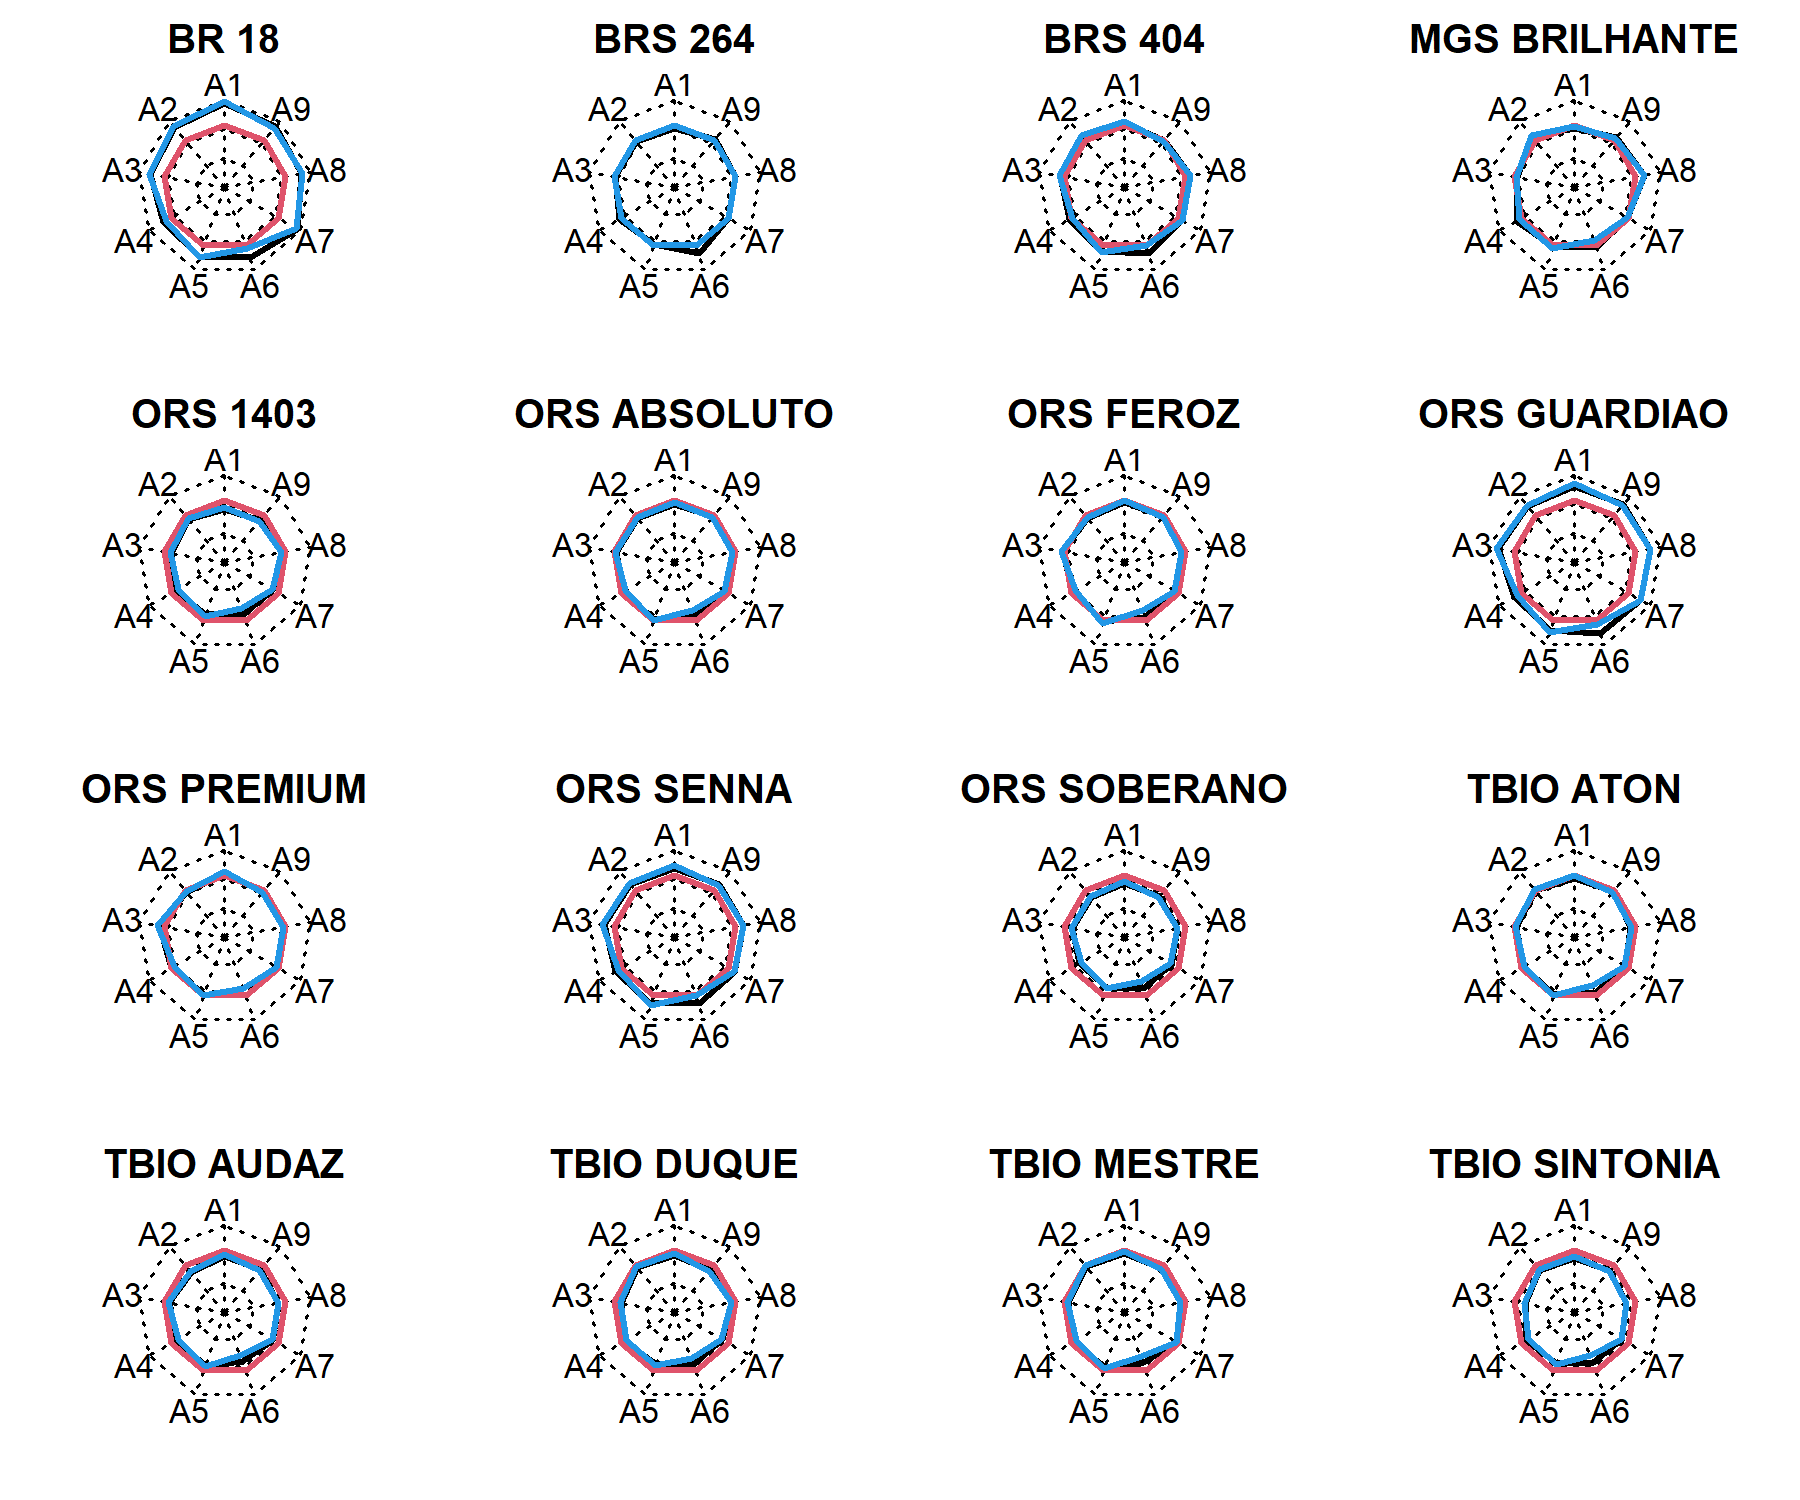 BR 18 BRS 264 BRS 404 MGS BRILHANTE
A1 A1 A1 A1
A2 A9 A2 A9 A2 A9 A2 A9
A3 A8 A3 A8 A3 A8 A3 A8
A4 A7 A4 A7 A4 A7 A4 A7
A5 A6 A5 A6 A5 A6 A5 A6
ORS 1403 ORS ABSOLUTO ORS FEROZ ORS GUARDIAO
A1 A1 A1 A1
A2 A9 A2 A9 A2 A9 A2 A9
A3 A8 A3 A8 A3 A8 A3 A8
A4 A7 A4 A7 A4 A7 A4 A7
A5 A6 A5 A6 A5 A6 A5 A6
ORS PREMIUM ORS SENNA ORS SOBERANO TBIO ATON
A1 A1 A1 A1
A2 A9 A2 A9 A2 A9 A2 A9
A3 A8 A3 A8 A3 A8 A3 A8
A4 A7 A4 A7 A4 A7 A4 A7
A5 A6 A5 A6 A5 A6 A5 A6
TBIO AUDAZ TBIO DUQUE TBIO MESTRE TBIO SINTONIA
A1 A1 A1 A1
A2 A9 A2 A9 A2 A9 A2 A9
A3 A8 A3 A8 A3 A8 A3 A8
A4 A7 A4 A7 A4 A7 A4 A7
A5 A6 A5 A6 A5 A6 A5 A6